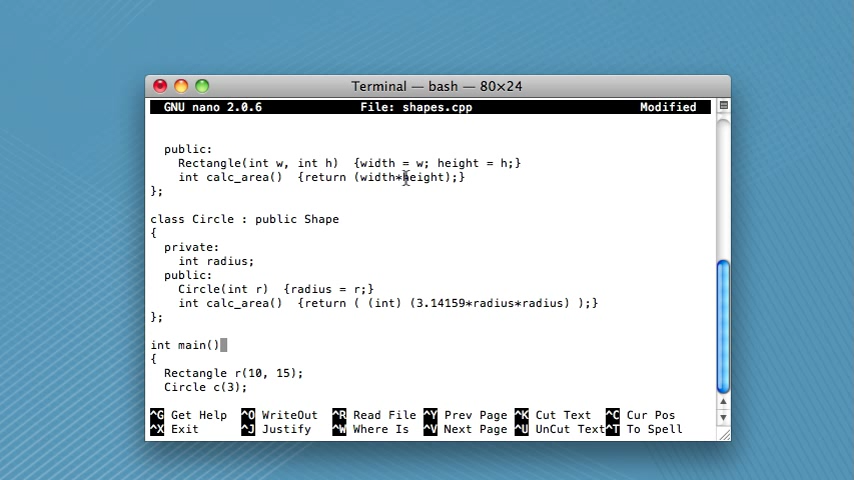 Terminal — bash — 80×24
GNU nano 2.0.6 File: shapes.cpp Modified
public:
Rectangle(int w, int h) {width = w; height = h;}
int calc_area() {return (width*height);}
};
class Circle : public Shape
{
private:
int radius;
public:
Circle(int r) {radius = r;}
int calc_area() {return ( (int) (3.14159*radius*radius) );}
};
int main()
{
Rectangle r(10, 15);
Circle c(3);
^G Get Help ^O WriteOut ^R Read File ^Y Prev Page ^K Cut Text ^C Cur Pos
^X Exit ^J Justify ^W Where Is ^V Next Page ^U UnCut Text ^T To Spell